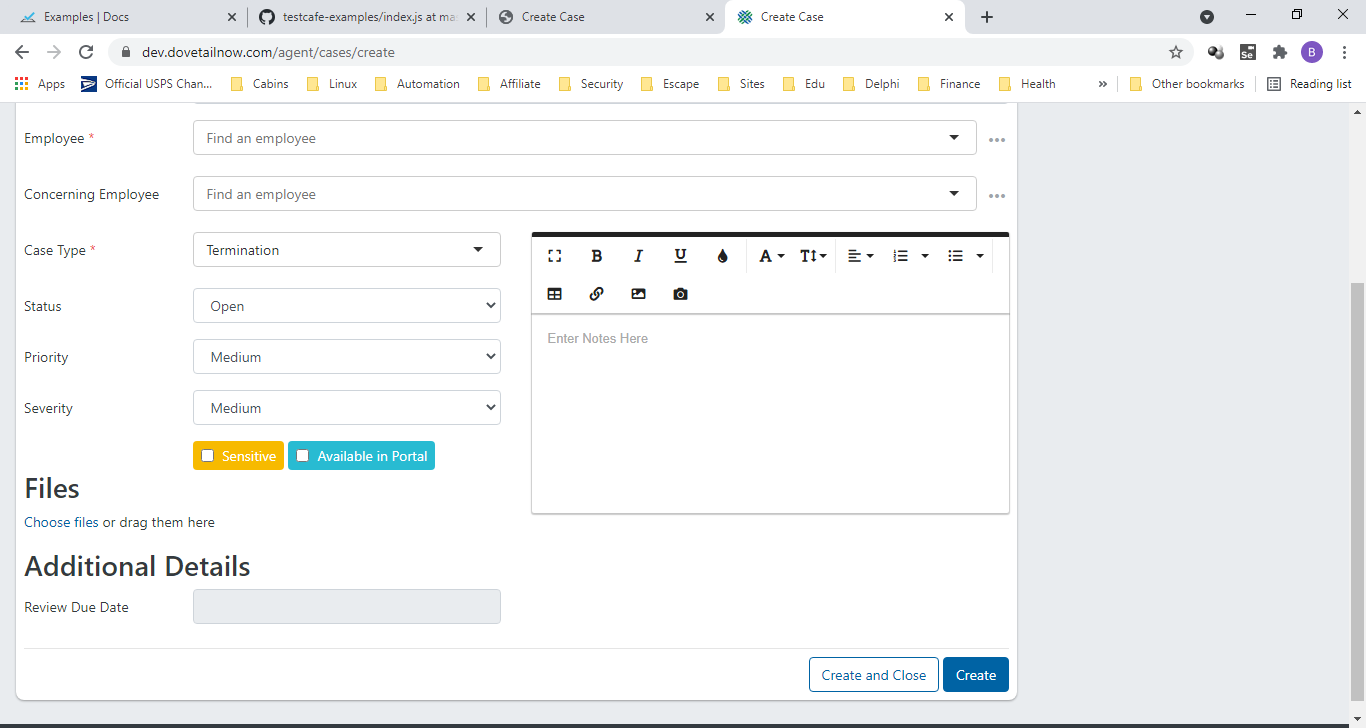 Examples | Docs
testcafe-examples/index.js at ma
Create Case
Create Case
dev.dovetailnow.com/agent/cases/create
Se
B
Apps
Official USPS Chan...
Cabins
Linux
Automation
Affiliate
Security
Escape
Sites
Edu
Delphi
Finance
Health
»
Other bookmarks
Reading list
Employee *
Find an employee
Concerning Employee
Find an employee
Case Type *
Termination
B I U A T
Status
Open
Enter Notes Here
Priority
Medium
Severity
Medium
Sensitive
Available in Portal
Files
Choose files or drag them here
Additional Details
Review Due Date
Create and Close
Create